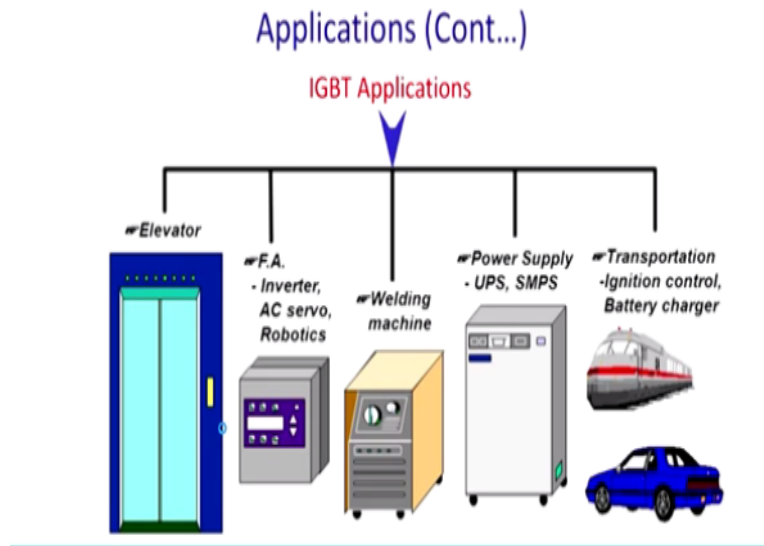 Applications (Cont...)
IGBT Applications
☛Elevator
☛F.A.
- Inverter,
AC servo,
Robotics
☛Welding
machine
☛Power Supply
- UPS, SMPS
☛Transportation
-Ignition control,
Battery charger